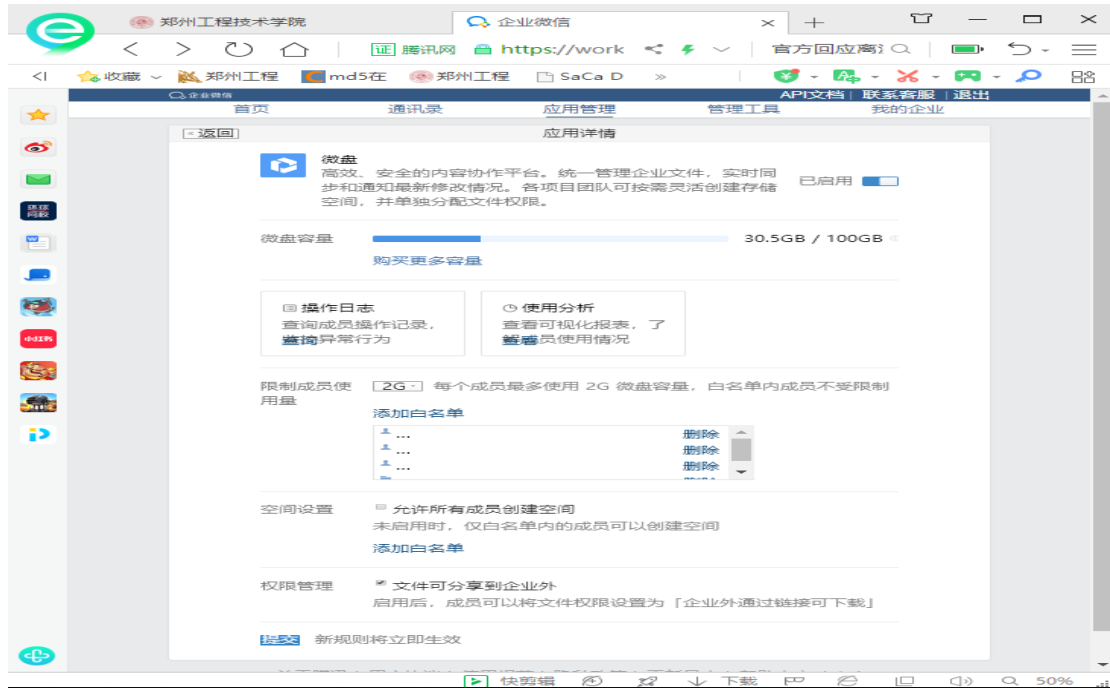 郑州工程技术学院
企业微信
证 腾讯网 https://work
官方回应离
收藏 郑州工程 md5在 郑州工程 SaCa D »
企业微信
API文档 | 联系客服 | 退出
首页 通讯录 应用管理 管理工具 我的企业
« 返回 应用详情
微盘
高效、安全的内容协作平台。统一管理企业文件，实时同
步和通知最新修改情况。各项目团队可按需灵活创建存储
空间，并单独分配文件权限。
已启用
微盘容量 30.5GB / 100GB
购买更多容量
操作日志
查询成员操作记录，
查询异常行为
使用分析
查看可视化报表，了
成员使用情况
限制成员使
用量
2G 每个成员最多使用 2G 微盘容量，白名单内成员不受限制
添加白名单
... 删除
... 删除
... 删除
空间设置 允许所有成员创建空间
未启用时，仅白名单内的成员可以创建空间
添加白名单
权限管理 文件可分享到企业外
启用后，成员可以将文件权限设置为「企业外通过链接可下载」
提交 新规则将立即生效
快剪辑 下载 50%
环球
网校
小红书